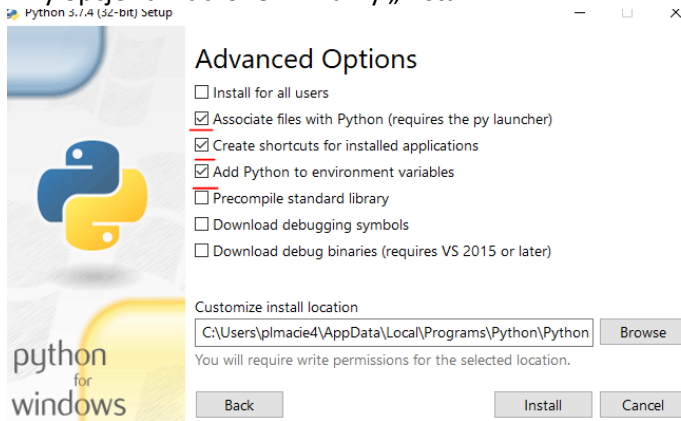 Python 3.7.4 (32-bit) Setup
Advanced Options
Install for all users
Associate files with Python (requires the py launcher)
Create shortcuts for installed applications
Add Python to environment variables
Precompile standard library
Download debugging symbols
Download debug binaries (requires VS 2015 or later)
Customize install location
C:\Users\plmacie4\AppData\Local\Programs\Python\Python
Browse
You will require write permissions for the selected location.
python
for
windows
Back
Install
Cancel